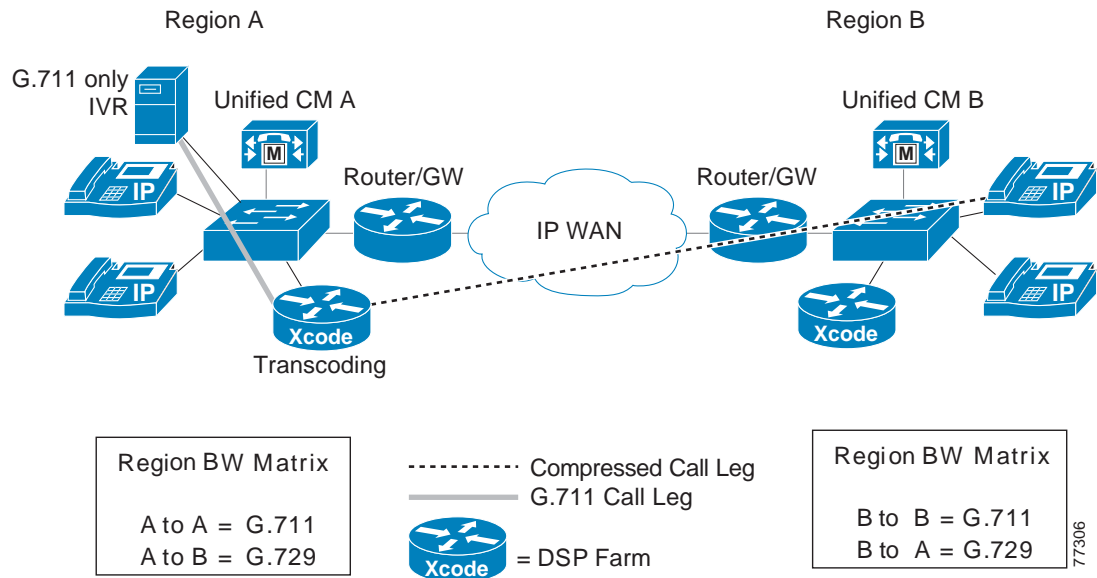 Region A
Region B
G.711 only
IVR
Unified CM A
Unified CM B
M
M
IP
IP
Router/GW
Router/GW
IP WAN
IP
IP
Xcode
Xcode
Transcoding
Region BW Matrix
A to A = G.711
A to B = G.729
Compressed Call Leg
G.711 Call Leg
Xcode
= DSP Farm
Region BW Matrix
B to B = G.711
B to A = G.729
77306